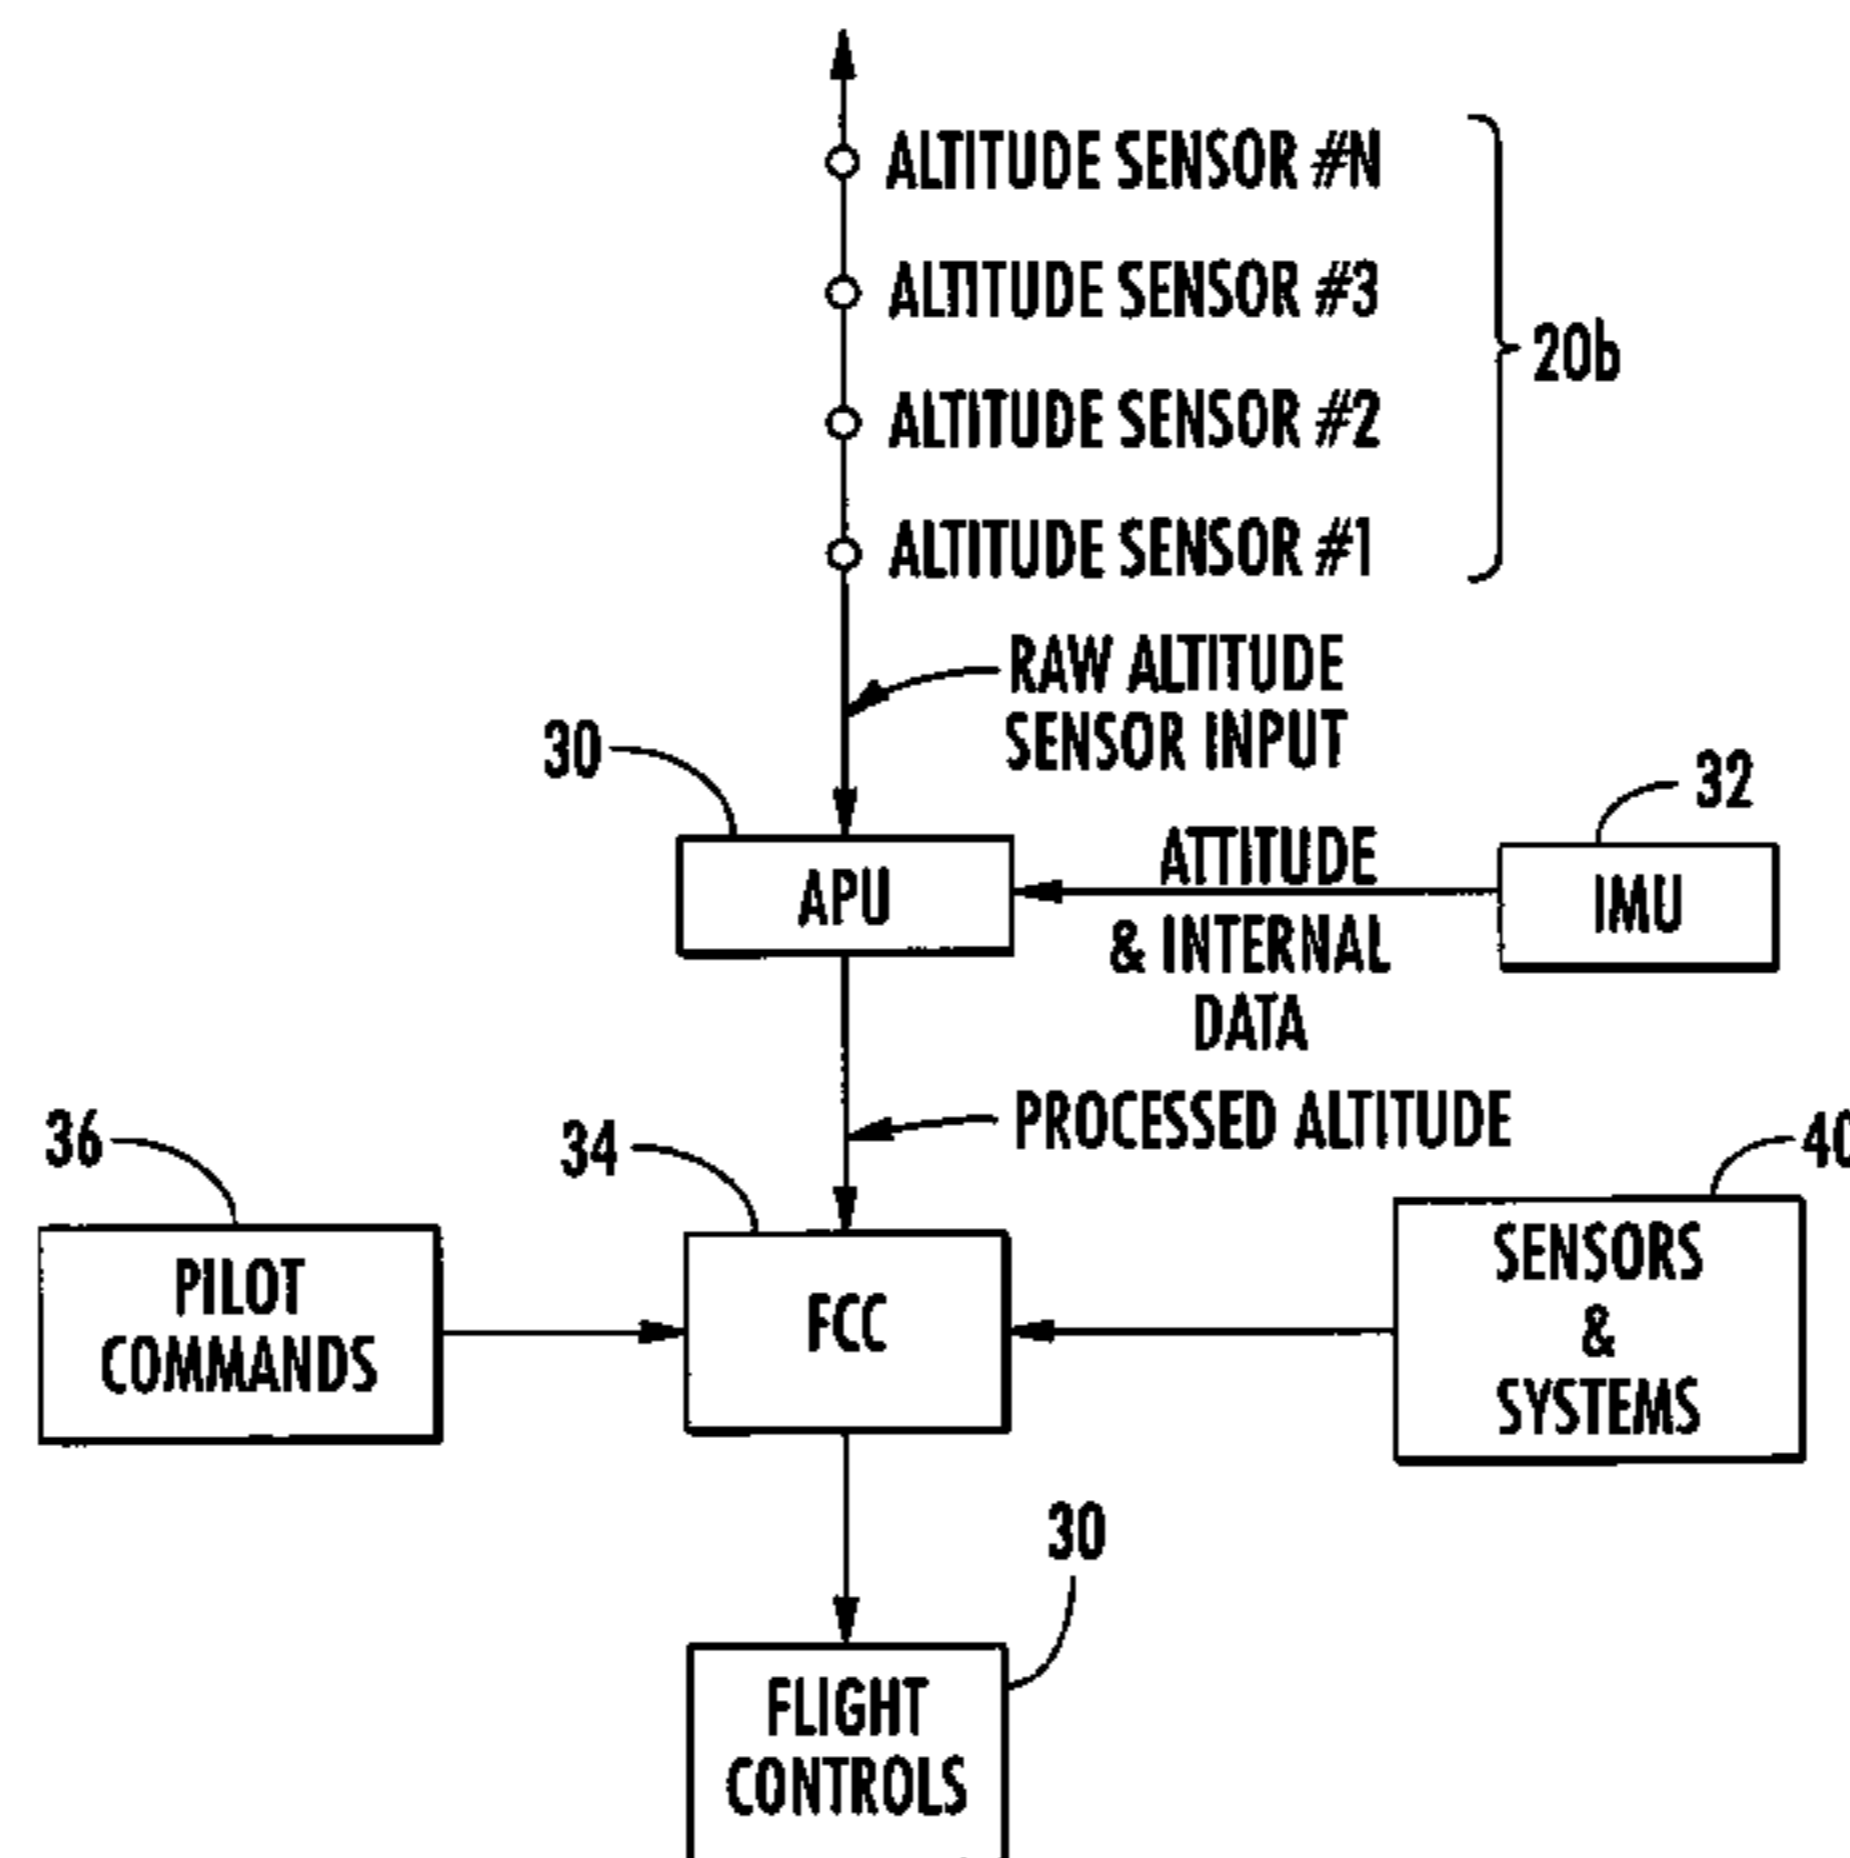 ALTITUDE SENSOR #N
ALTITUDE SENSOR #3
20b
ALTITUDE SENSOR #2
ALTITUDE SENSOR #1
RAW ALTITUDE
SENSOR INPUT
30
32
ATTITUDE
APU
IMU
& INTERNAL
DATA
PROCESSED ALTITUDE
36
34
40
PILOT
COMMANDS
FCC
SENSORS
&
SYSTEMS
30
FLIGHT
CONTROLS